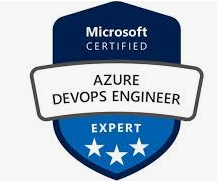 Microsoft
CERTIFIED
AZURE
DEVOPS ENGINEER
EXPERT